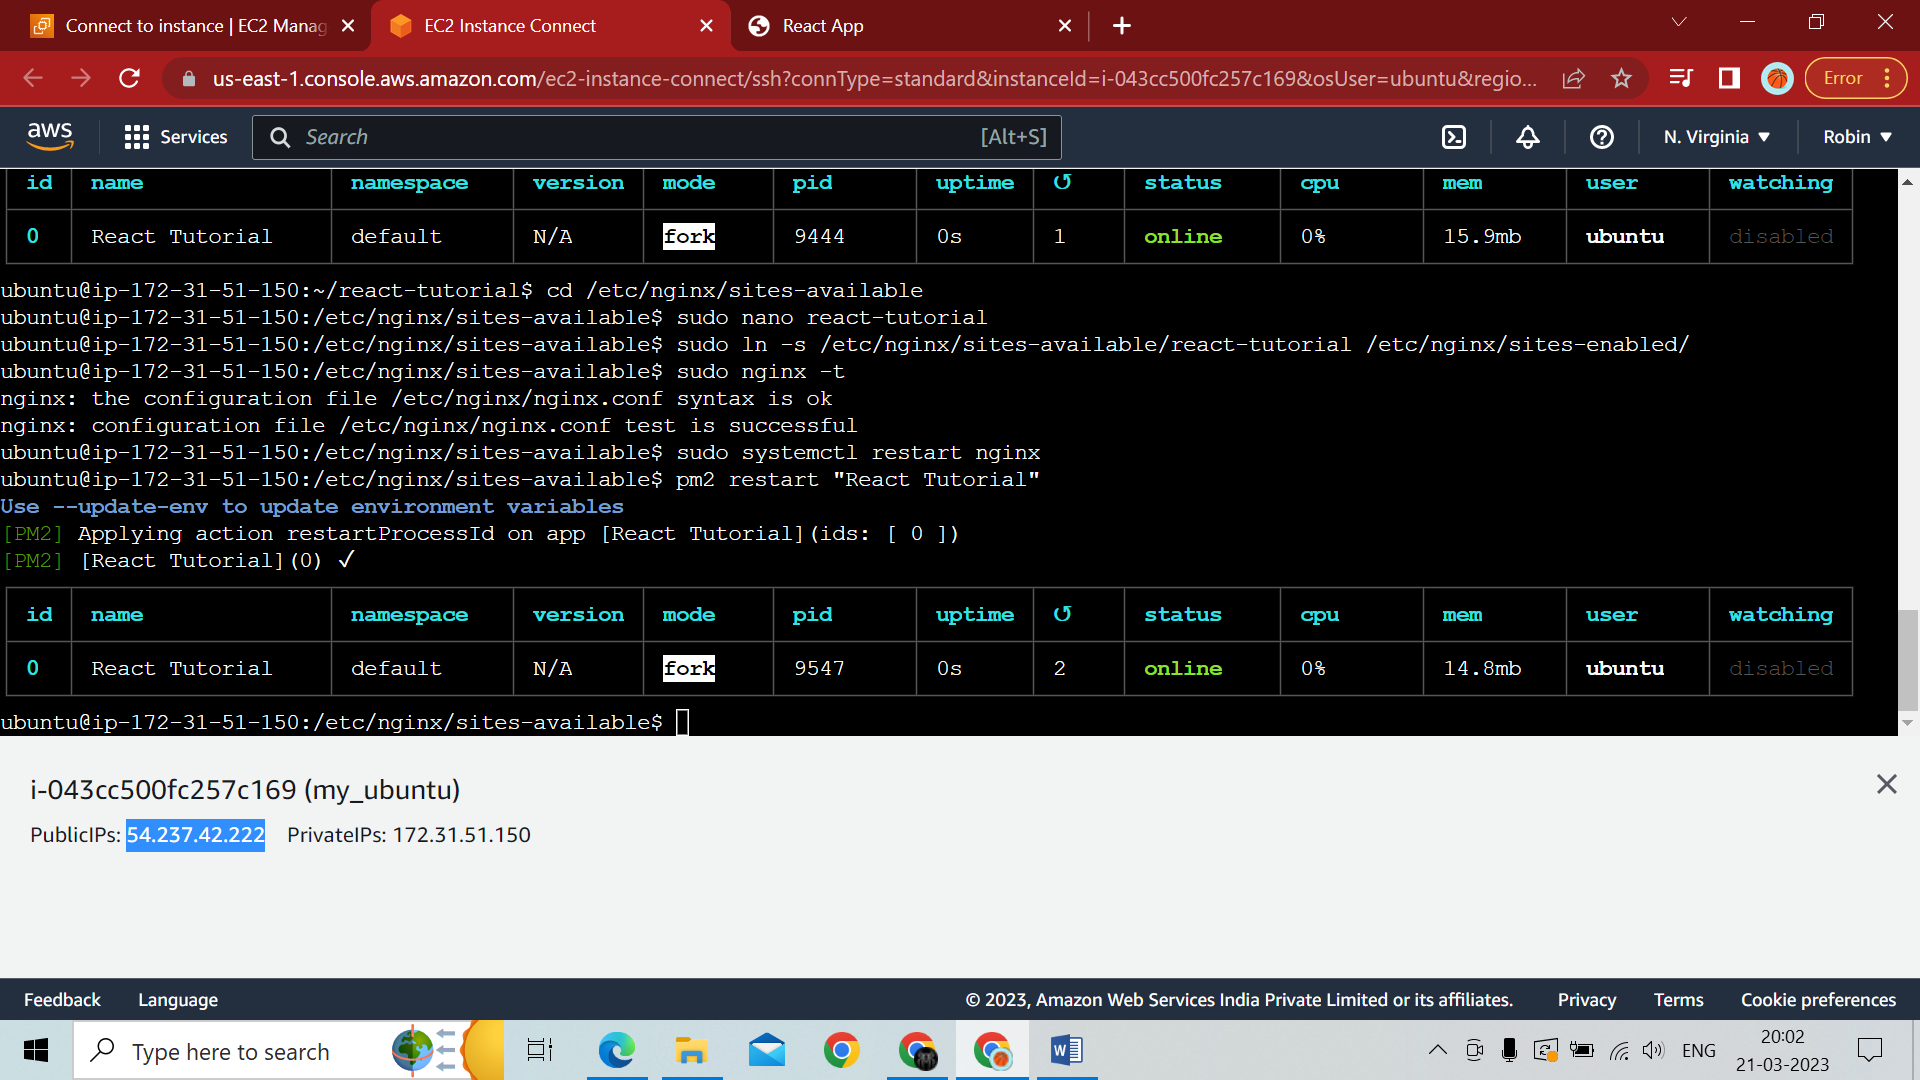 Connect to instance | EC2 Manag
EC2 Instance Connect
React App
us-east-1.console.aws.amazon.com/ec2-instance-connect/ssh?connType=standard&instanceId=i-043cc500fc257c169&osUser=ubuntu&regio...
Error
aws
Services
Search
[Alt+S]
N. Virginia
Robin
id name namespace version mode pid uptime ↺ status cpu mem user watching
0 React Tutorial default N/A fork 9444 0s 1 online 0% 15.9mb ubuntu disabled
ubuntu@ip-172-31-51-150:~/react-tutorial$ cd /etc/nginx/sites-available
ubuntu@ip-172-31-51-150:/etc/nginx/sites-available$ sudo nano react-tutorial
ubuntu@ip-172-31-51-150:/etc/nginx/sites-available$ sudo ln -s /etc/nginx/sites-available/react-tutorial /etc/nginx/sites-enabled/
ubuntu@ip-172-31-51-150:/etc/nginx/sites-available$ sudo nginx -t
nginx: the configuration file /etc/nginx/nginx.conf syntax is ok
nginx: configuration file /etc/nginx/nginx.conf test is successful
ubuntu@ip-172-31-51-150:/etc/nginx/sites-available$ sudo systemctl restart nginx
ubuntu@ip-172-31-51-150:/etc/nginx/sites-available$ pm2 restart "React Tutorial"
Use --update-env to update environment variables
[PM2] Applying action restartProcessId on app [React Tutorial](ids: [ 0 ])
[PM2] [React Tutorial](0) ✓
id name namespace version mode pid uptime ↺ status cpu mem user watching
0 React Tutorial default N/A fork 9547 0s 2 online 0% 14.8mb ubuntu disabled
ubuntu@ip-172-31-51-150:/etc/nginx/sites-available$
i-043cc500fc257c169 (my_ubuntu)
PublicIPs: 54.237.42.222 PrivateIPs: 172.31.51.150
Feedback Language © 2023, Amazon Web Services India Private Limited or its affiliates. Privacy Terms Cookie preferences
Type here to search
W
ENG
20:02
21-03-2023